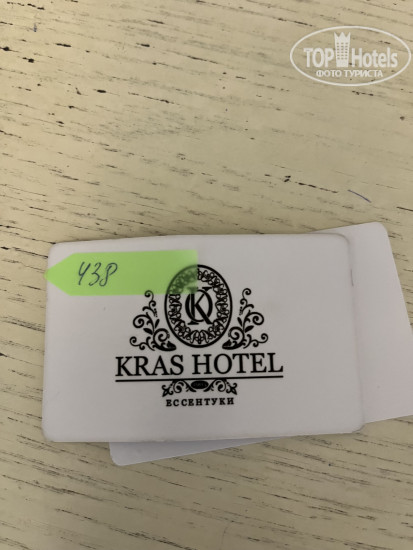 TOP Hotels
ФОТО ТУРИСТА
438
K
KRAS HOTEL
ЕССЕНТУКИ